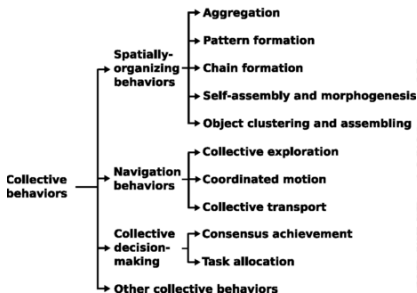 Collective
behaviors
Spatially-
organizing
behaviors
Aggregation
Pattern formation
Chain formation
Self-assembly and morphogenesis
Object clustering and assembling
Navigation
behaviors
Collective exploration
Coordinated motion
Collective transport
Collective
decision-
making
Consensus achievement
Task allocation
Other collective behaviors